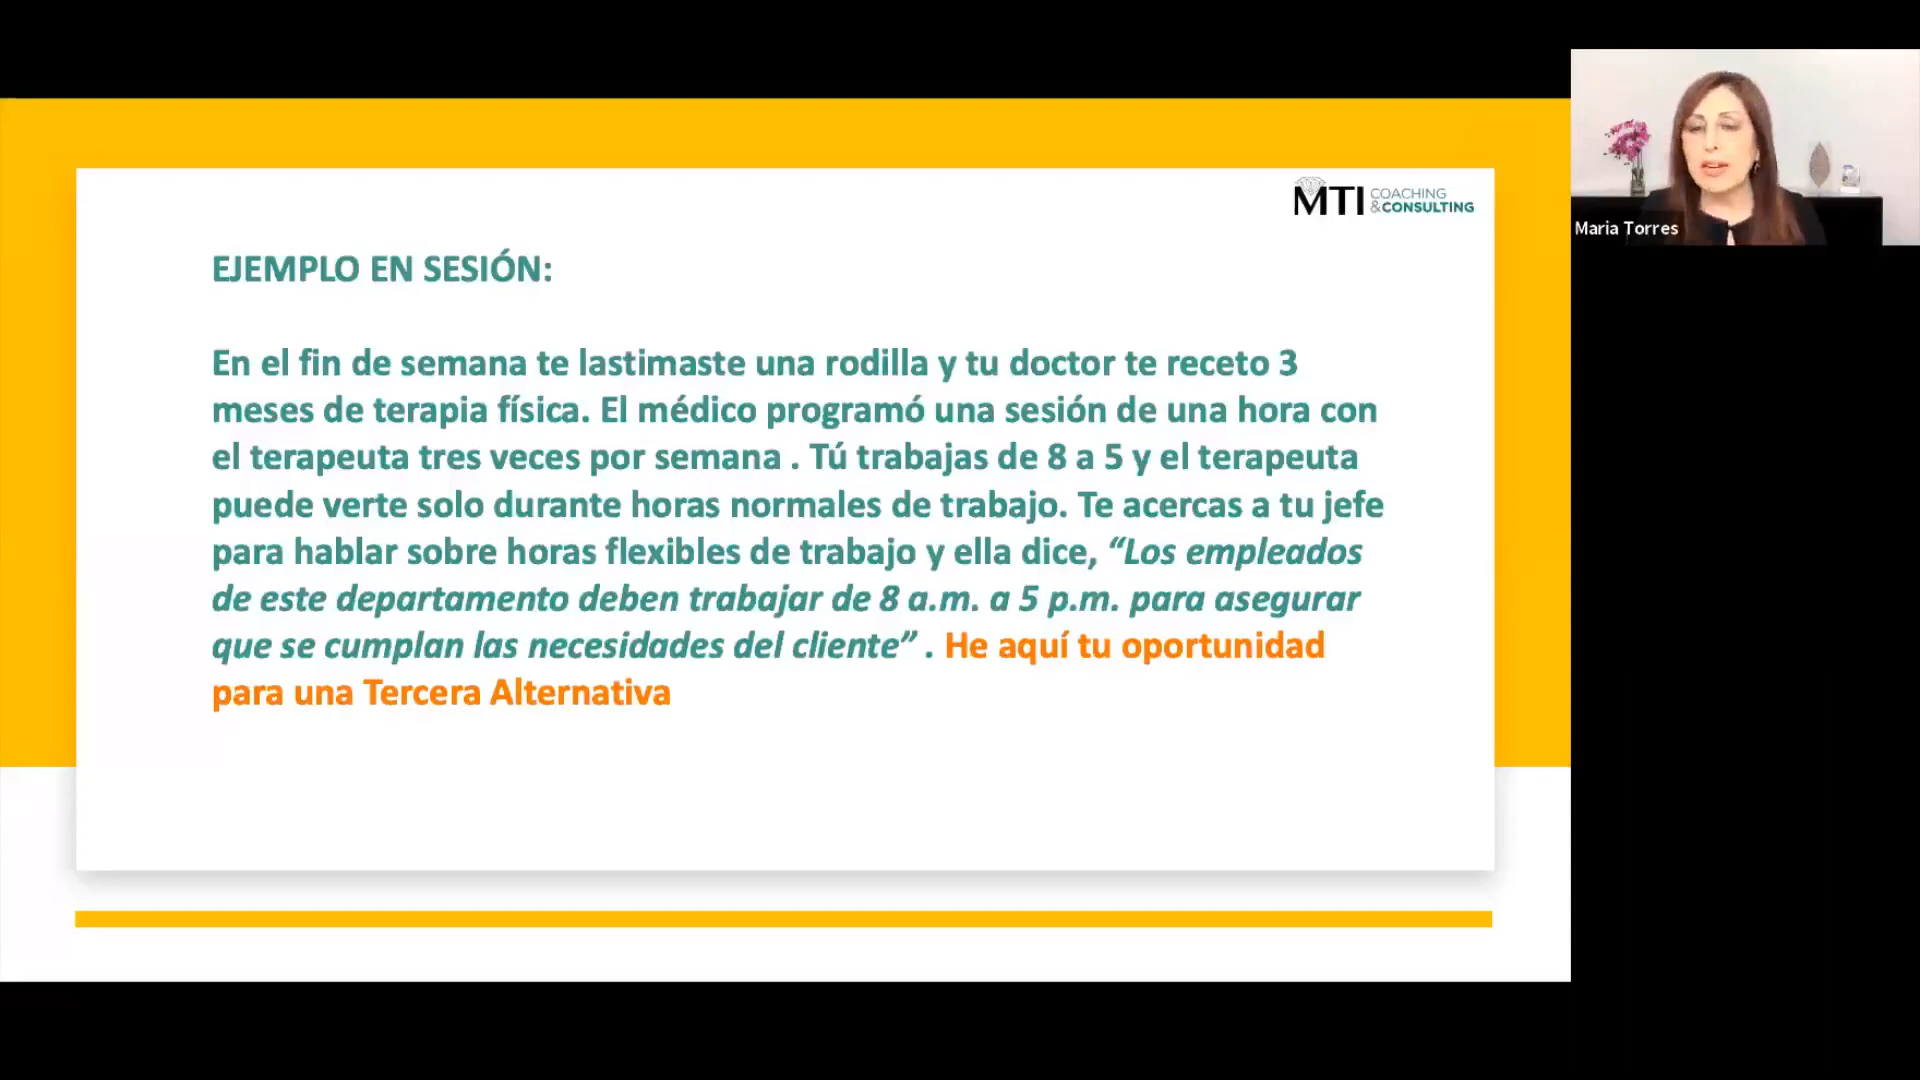 MTI COACHING
&CONSULTING
Maria Torres
EJEMPLO EN SESIÓN:
En el fin de semana te lastimaste una rodilla y tu doctor te receto 3
meses de terapia física. El médico programó una sesión de una hora con
el terapeuta tres veces por semana . Tú trabajas de 8 a 5 y el terapeuta
puede verte solo durante horas normales de trabajo. Te acercas a tu jefe
para hablar sobre horas flexibles de trabajo y ella dice, “Los empleados
de este departamento deben trabajar de 8 a.m. a 5 p.m. para asegurar
que se cumplan las necesidades del cliente” . He aquí tu oportunidad
para una Tercera Alternativa